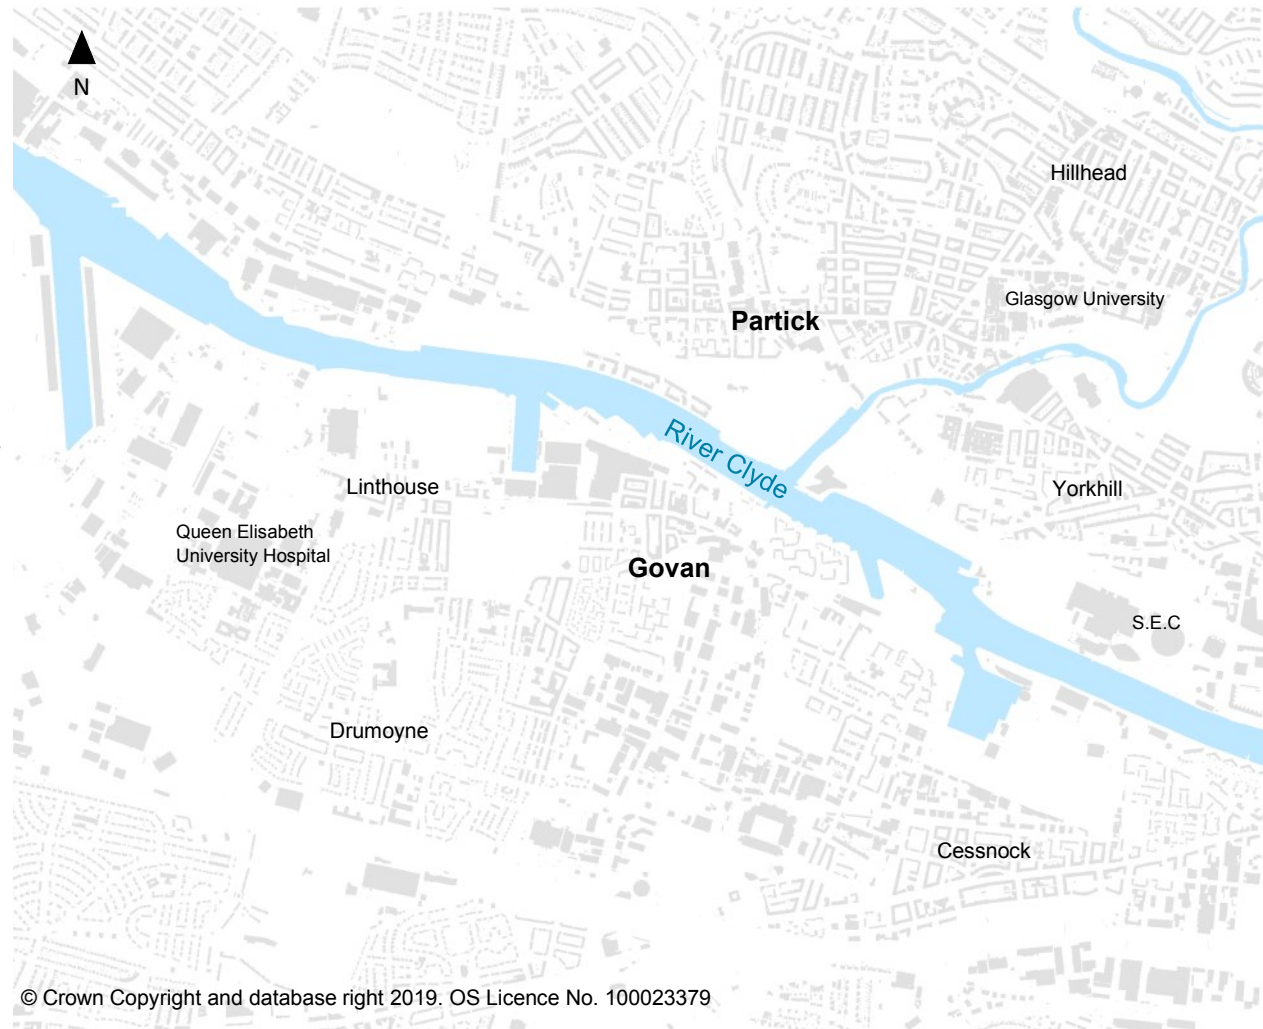 N
Hillhead
Glasgow University
Partick
River Clyde
Linthouse
Yorkhill
Queen Elisabeth
University Hospital
Govan
S.E.C
Drumoyne
Cessnock
© Crown Copyright and database right 2019. OS Licence No. 100023379